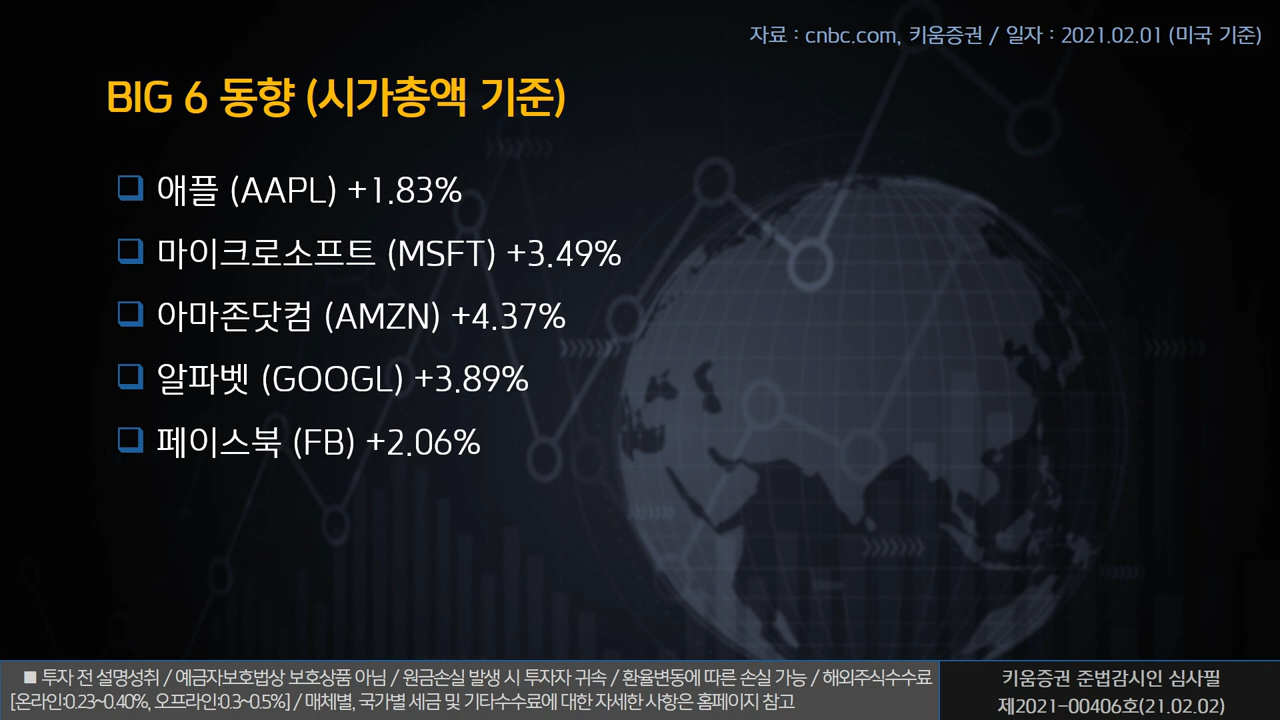 자료 : cnbc.com, 키움증권 / 일자 : 2021.02.01 (미국 기준)
BIG 6 동향 (시가총액 기준)
❑ 애플 (AAPL) +1.83%
❑ 마이크로소프트 (MSFT) +3.49%
❑ 아마존닷컴 (AMZN) +4.37%
❑ 알파벳 (GOOGL) +3.89%
❑ 페이스북 (FB) +2.06%
■ 투자 전 설명성취 / 예금자보호법상 보호상품 아님 / 원금손실 발생 시 투자자 귀속 / 환율변동에 따른 손실 가능 / 해외주식수수료
[온라인:0.23~0.40%, 오프라인:0.3~0.5%] / 매체별, 국가별 세금 및 기타수수료에 대한 자세한 사항은 홈페이지 참고
키움증권 준법감시인 심사필
제2021-00406호(21.02.02)